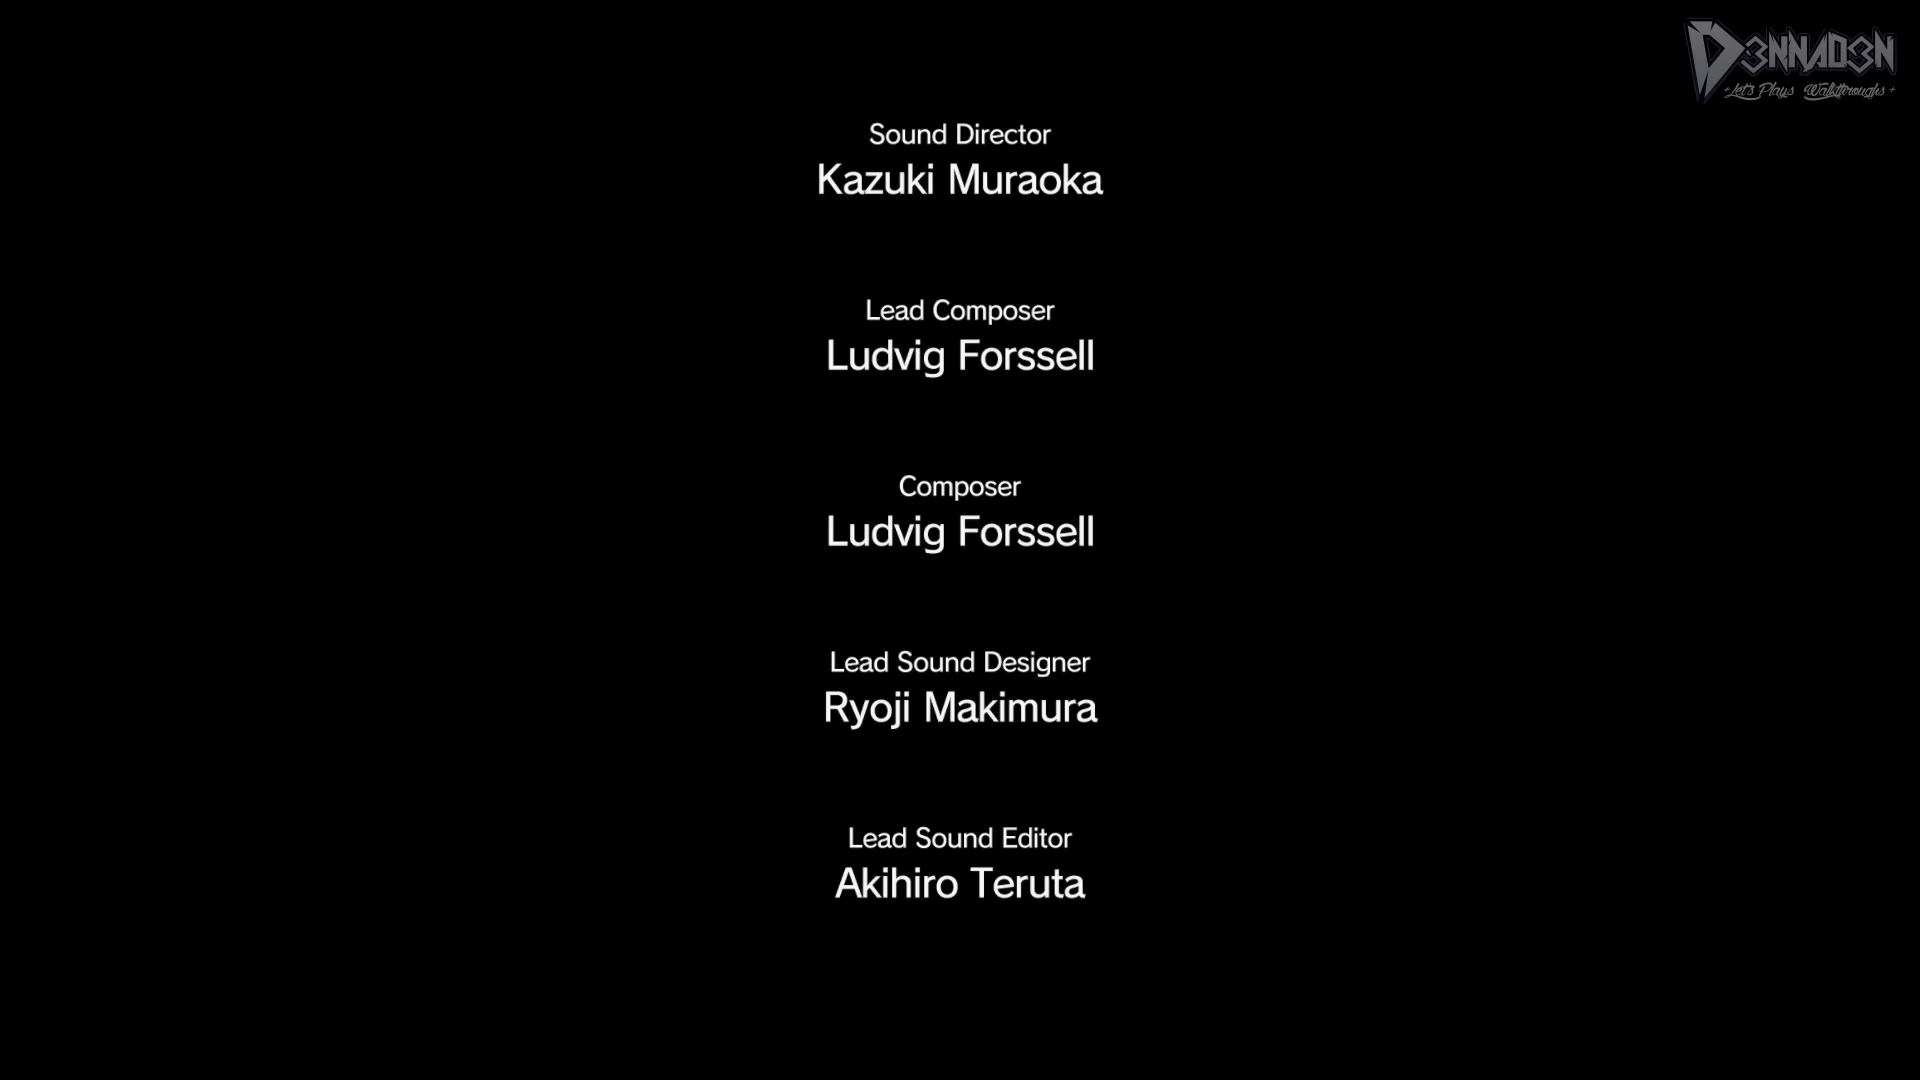 D3NNAD3N
+Let's Plays Walkthroughs+
Sound Director
Kazuki Muraoka
Lead Composer
Ludvig Forssell
Composer
Ludvig Forssell
Lead Sound Designer
Ryoji Makimura
Lead Sound Editor
Akihiro Teruta